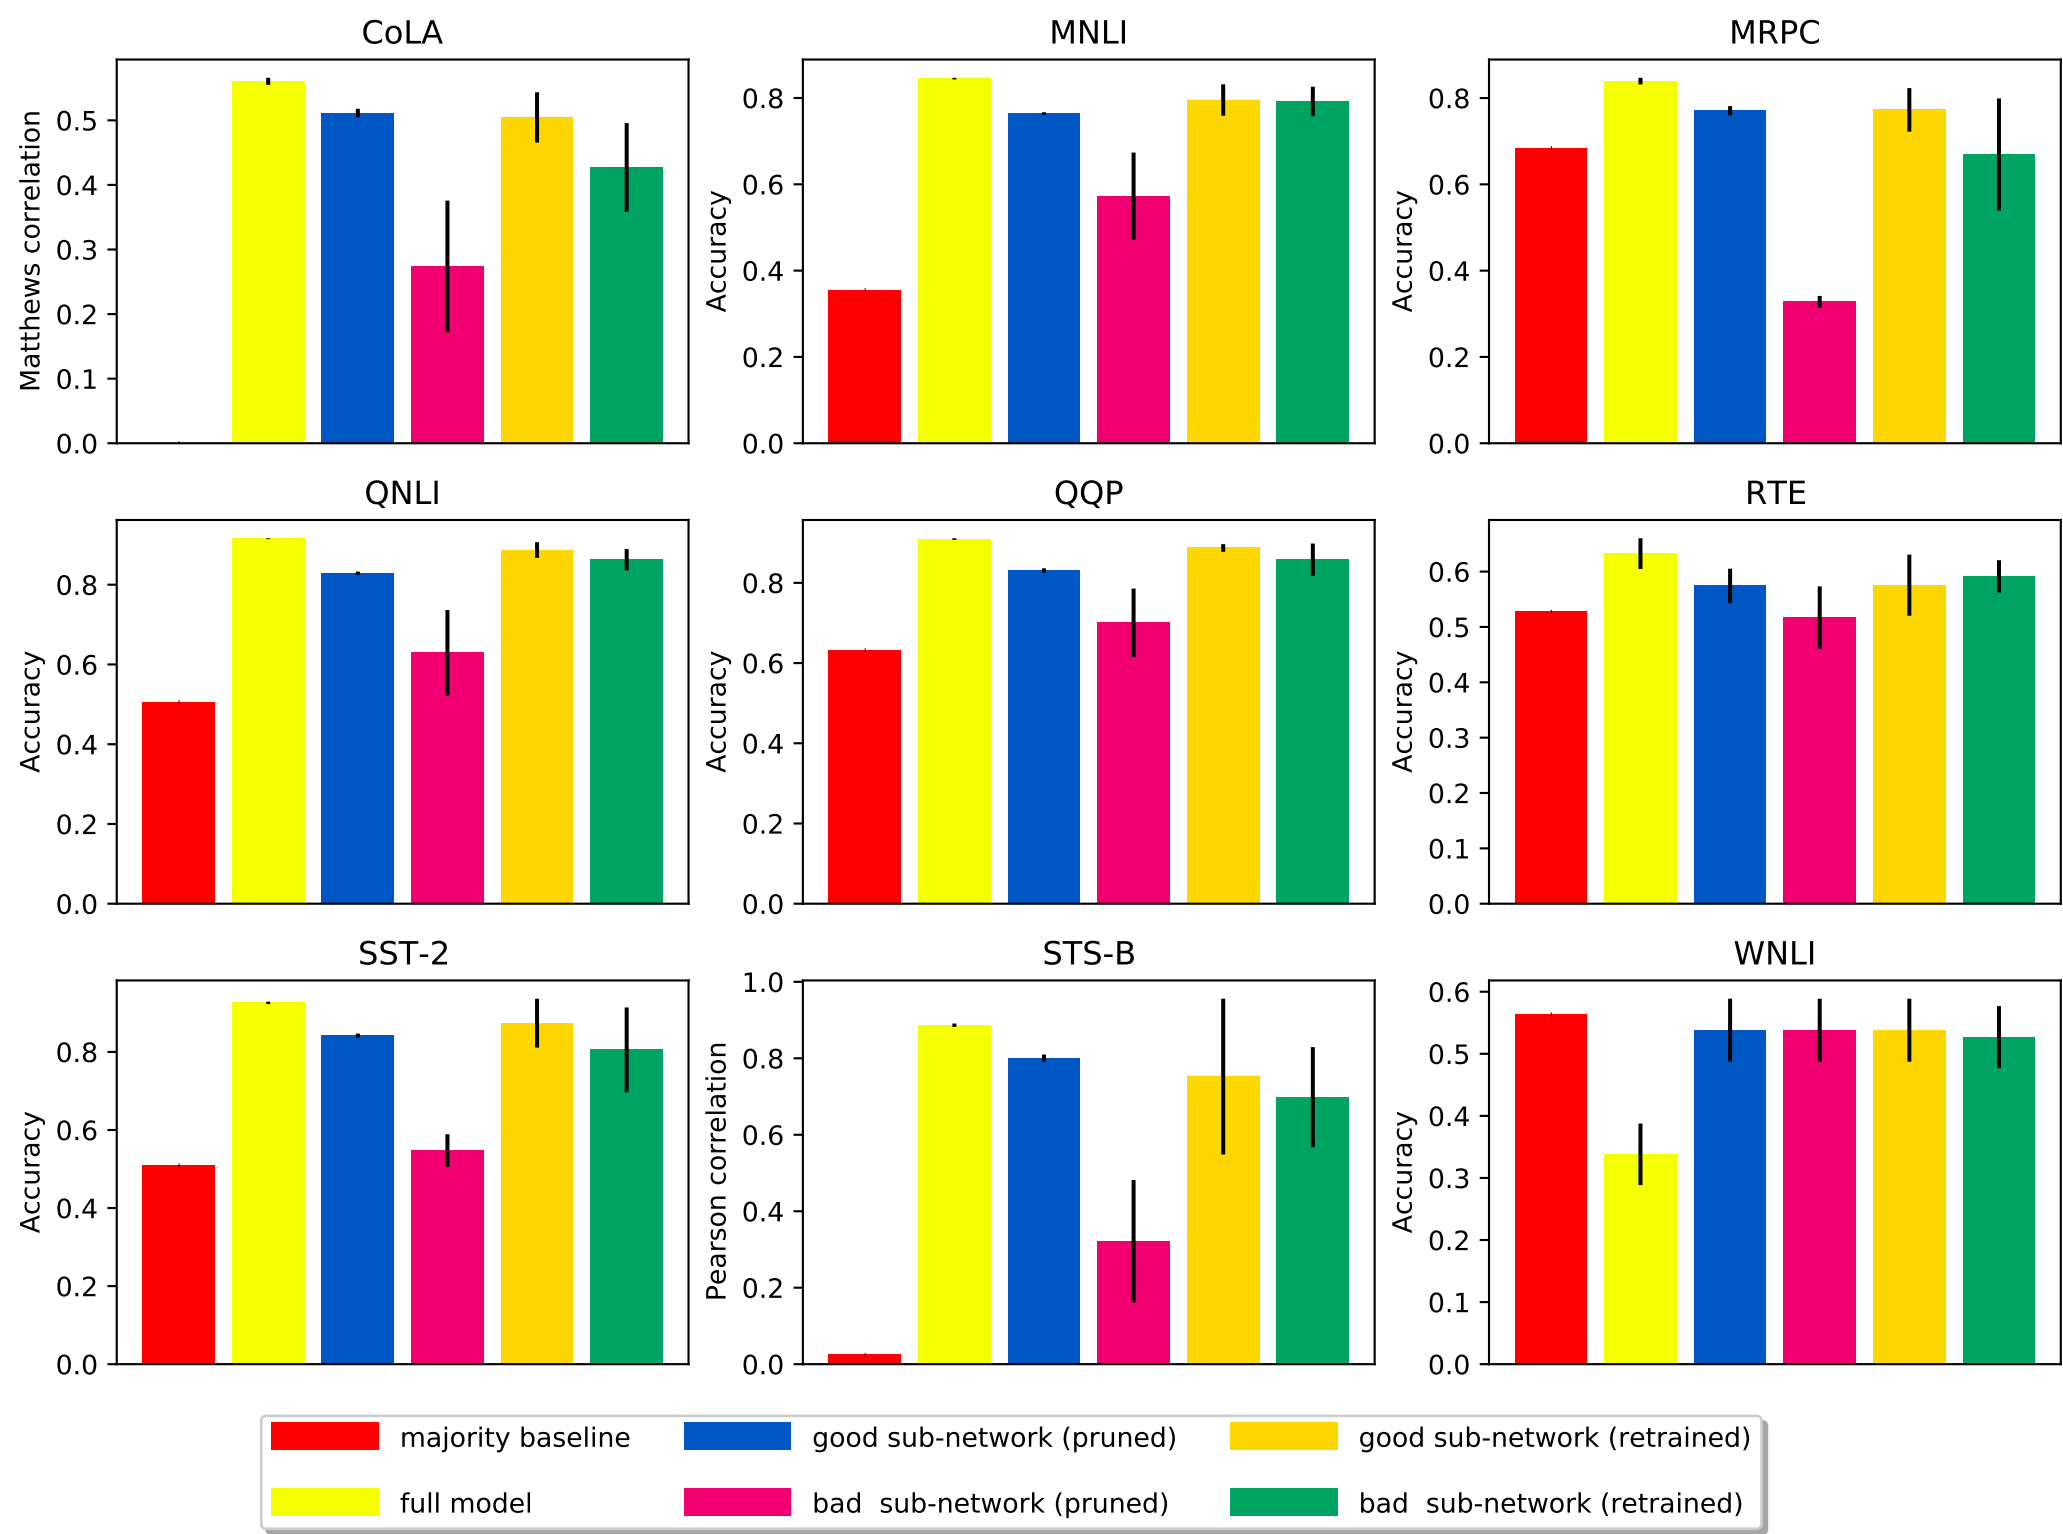 CoLA
Matthews correlation
0.5
0.4
0.3
0.2
0.1
0.0
MNLI
Accuracy
0.8
0.6
0.4
0.2
0.0
MRPC
Accuracy
0.8
0.6
0.4
0.2
0.0
QNLI
Accuracy
0.8
0.6
0.4
0.2
0.0
QQP
Accuracy
0.8
0.6
0.4
0.2
0.0
RTE
Accuracy
0.6
0.5
0.4
0.3
0.2
0.1
0.0
SST-2
Accuracy
0.8
0.6
0.4
0.2
0.0
STS-B
Pearson correlation
1.0
0.8
0.6
0.4
0.2
0.0
WNLI
Accuracy
0.6
0.5
0.4
0.3
0.2
0.1
0.0
majority baseline
full model
good sub-network (pruned)
bad  sub-network (pruned)
good sub-network (retrained)
bad  sub-network (retrained)